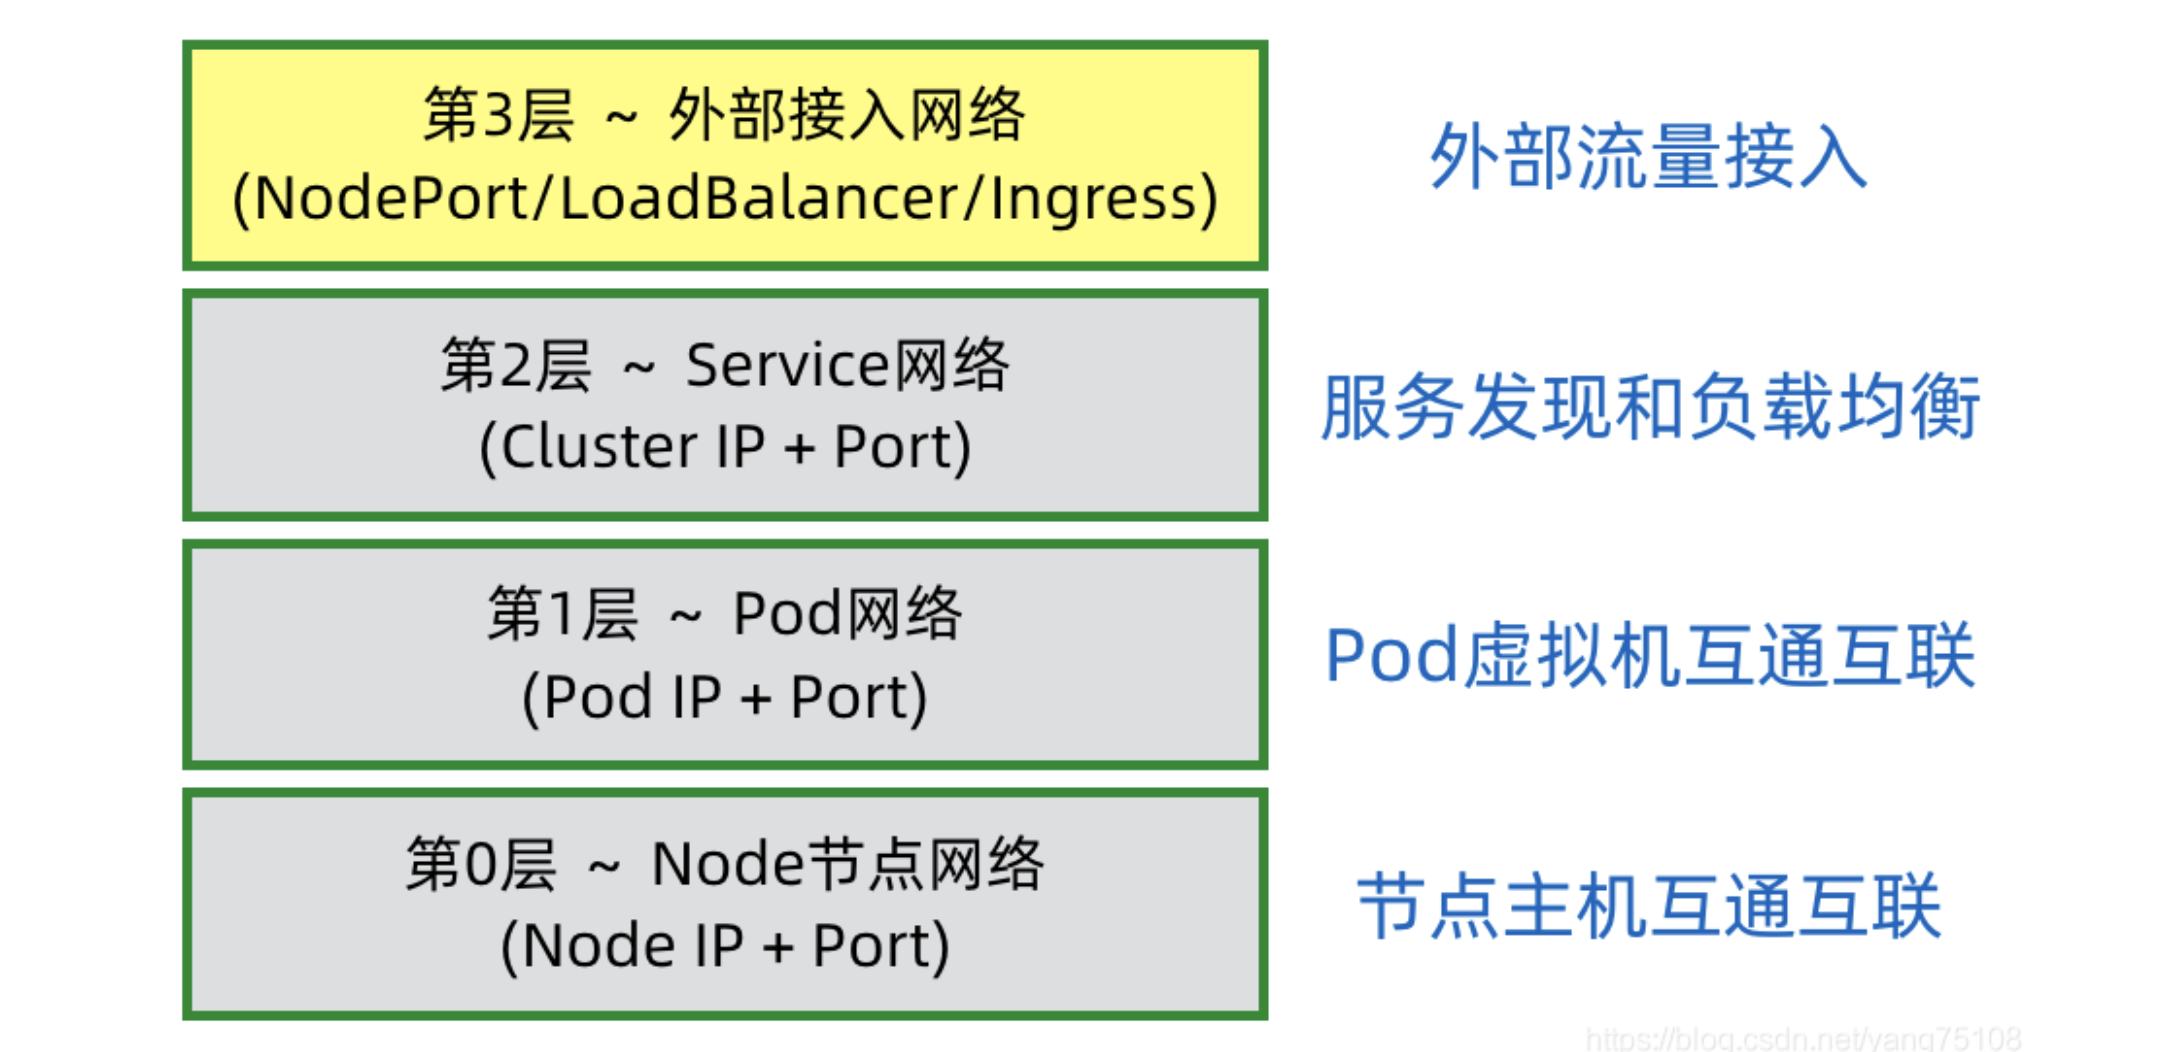 第3层 ~ 外部接入网络
(NodePort/LoadBalancer/Ingress)
外部流量接入
第2层 ~ Service网络
(Cluster IP + Port)
服务发现和负载均衡
第1层 ~ Pod网络
(Pod IP + Port)
Pod虚拟机互通互联
第0层 ~ Node节点网络
(Node IP + Port)
节点主机互通互联
https://blog.csdn.net/yang75108